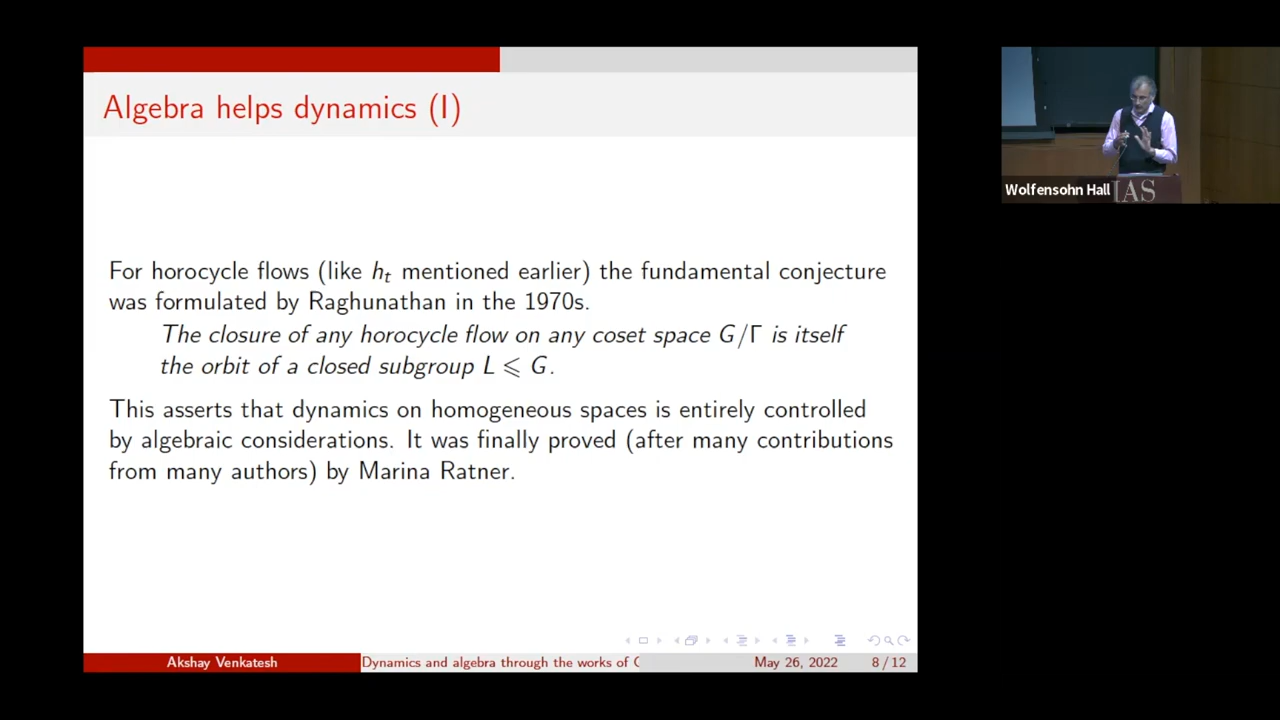 Algebra helps dynamics (I)
For horocycle flows (like hₜ mentioned earlier) the fundamental conjecture
was formulated by Raghunathan in the 1970s.
The closure of any horocycle flow on any coset space G/Γ is itself
the orbit of a closed subgroup L ⩽ G.
This asserts that dynamics on homogeneous spaces is entirely controlled
by algebraic considerations. It was finally proved (after many contributions
from many authors) by Marina Ratner.
Akshay Venkatesh
Dynamics and algebra through the works of
May 26, 2022
8 / 12
Wolfensohn Hall
IAS